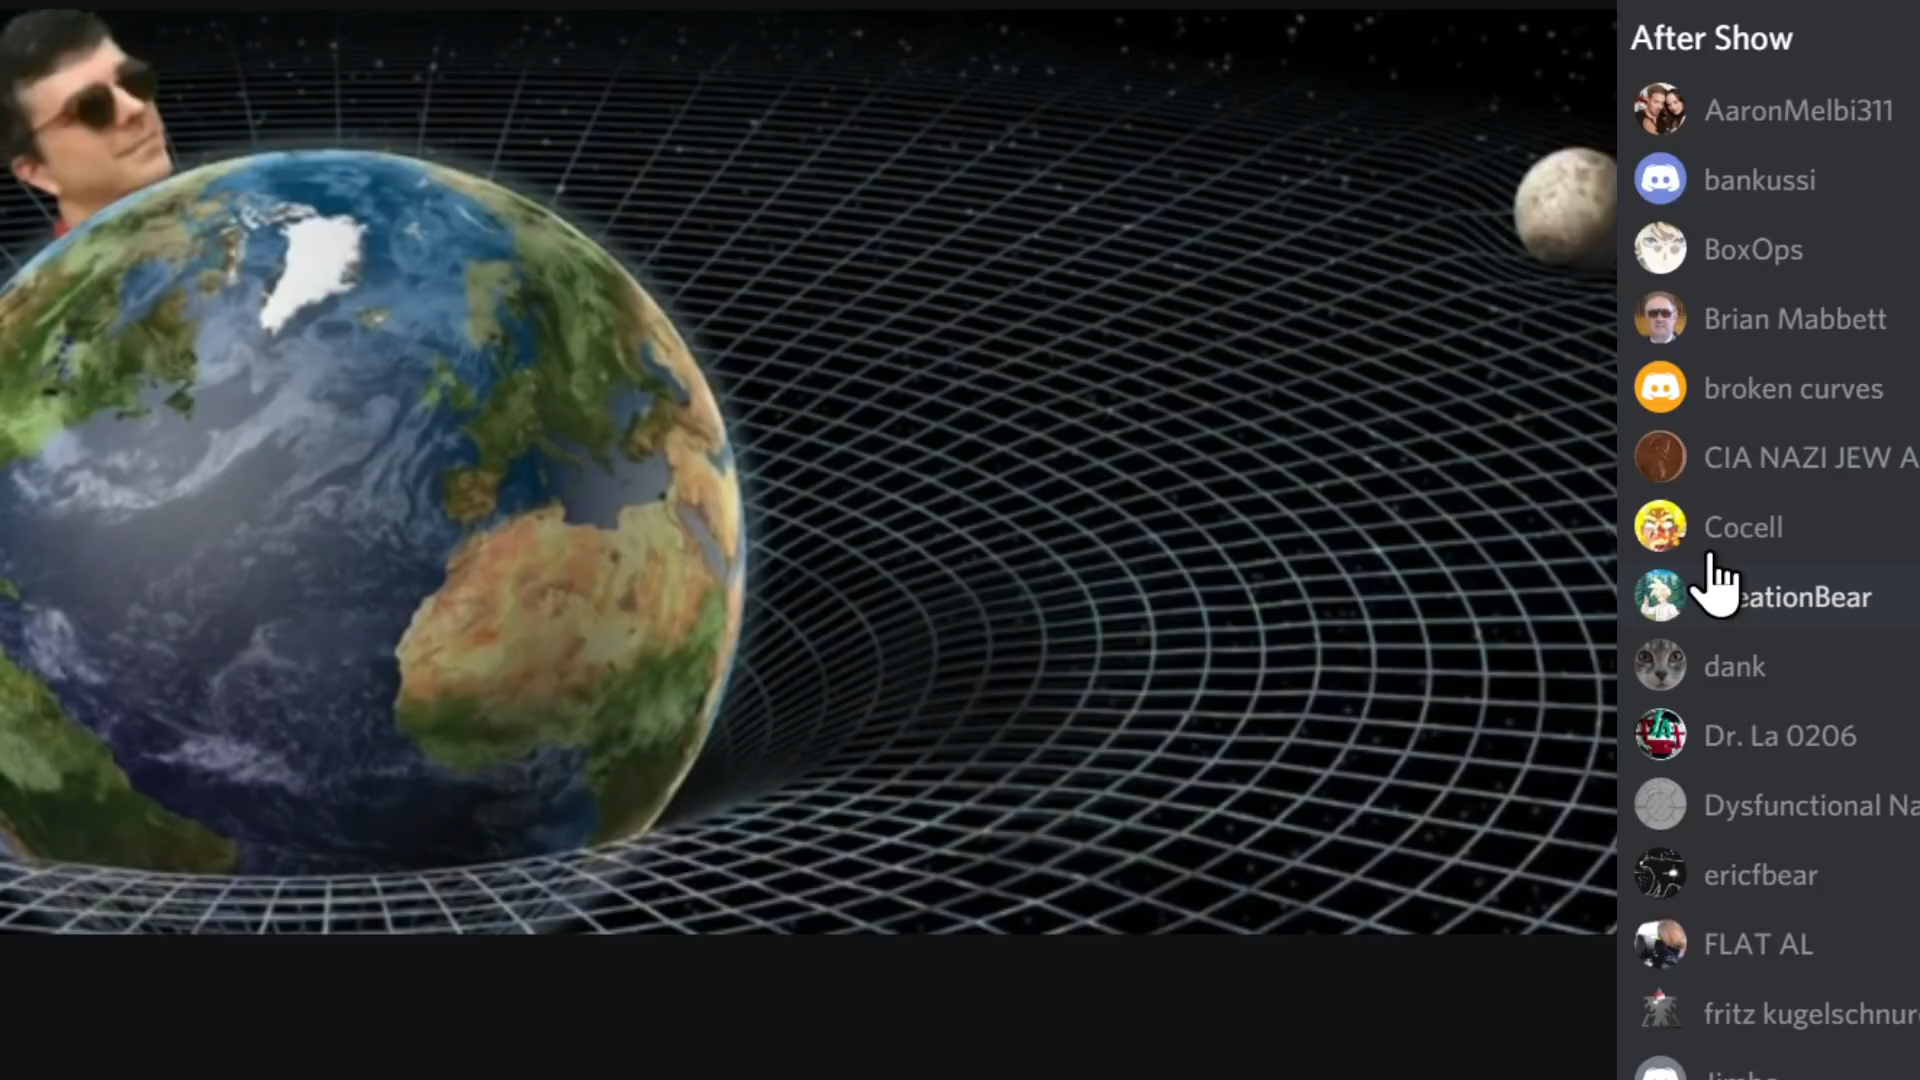 After Show
AaronMelbi311
bankussi
BoxOps
Brian Mabbett
broken curves
CIA NAZI JEW A
Cocell
eationBear
dank
Dr. La 0206
Dysfunctional Na
ericfbear
FLAT AL
fritz kugelschnur